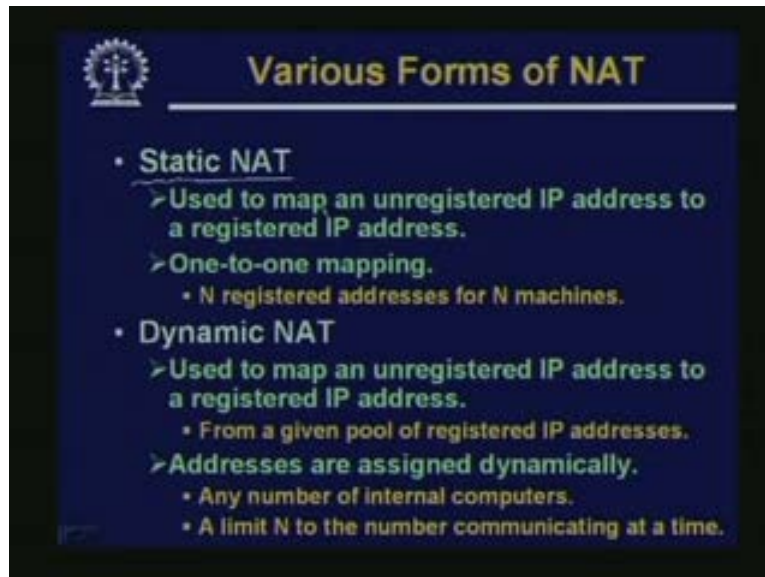 Various Forms of NAT
• Static NAT
➢Used to map an unregistered IP address to
a registered IP address.
➢One-to-one mapping.
▪ N registered addresses for N machines.
• Dynamic NAT
➢Used to map an unregistered IP address to
a registered IP address.
▪ From a given pool of registered IP addresses.
➢Addresses are assigned dynamically.
▪ Any number of internal computers.
▪ A limit N to the number communicating at a time.